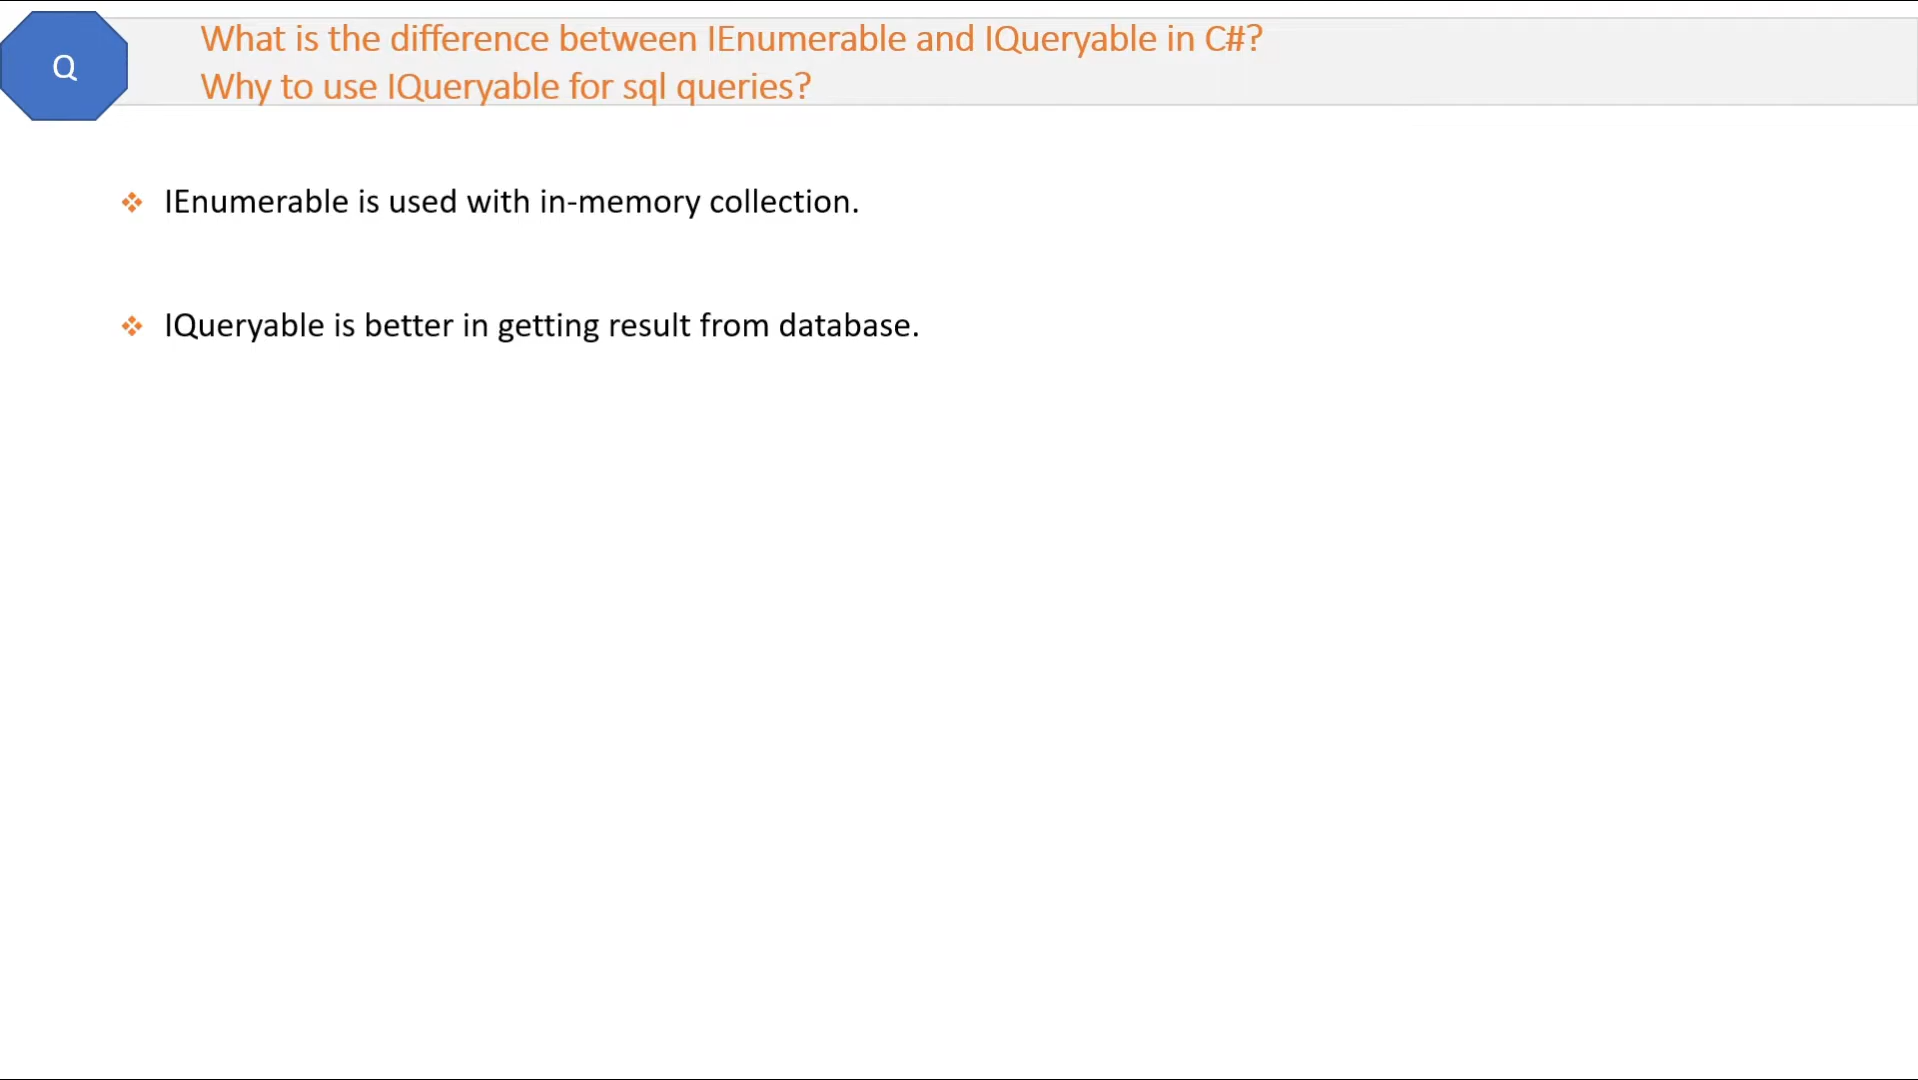 Q
What is the difference between IEnumerable and IQueryable in C#?
Why to use IQueryable for sql queries?
IEnumerable is used with in-memory collection.
IQueryable is better in getting result from database.